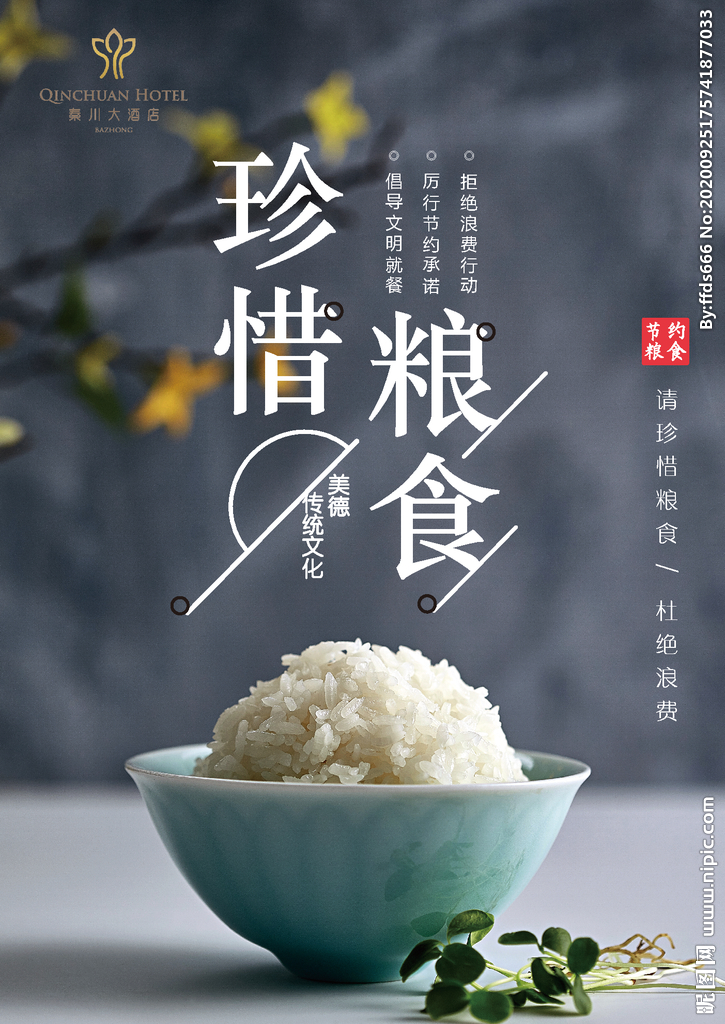 QINCHUAN HOTEL
秦川大酒店
BAZHONG
珍惜
粮食
拒绝浪费行动
厉行节约承诺
倡导文明就餐
美德
传统文化
节约
粮食
请珍惜粮食/杜绝浪费
By:ffds666 No:20200925175741877033
昵图网 www.nipic.com